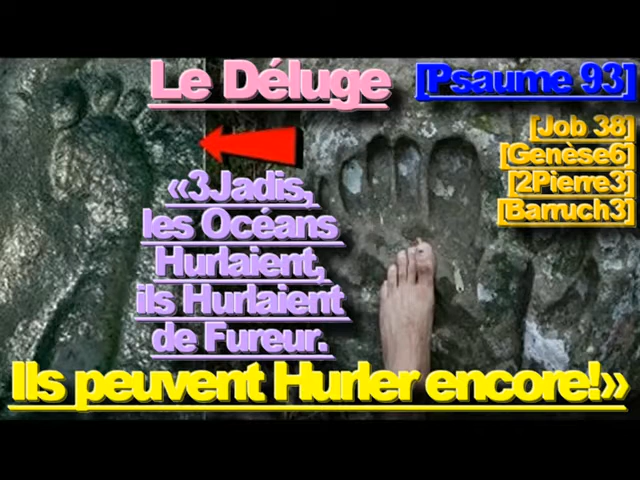 Le Déluge
[Psaume 93]
[Job 38]
[Genèse6]
[2Pierre3]
[Barruch3]
«3Jadis,
les Océans
Hurlaient,
ils Hurlaient
de Fureur.
Ils peuvent Hurler encore!»